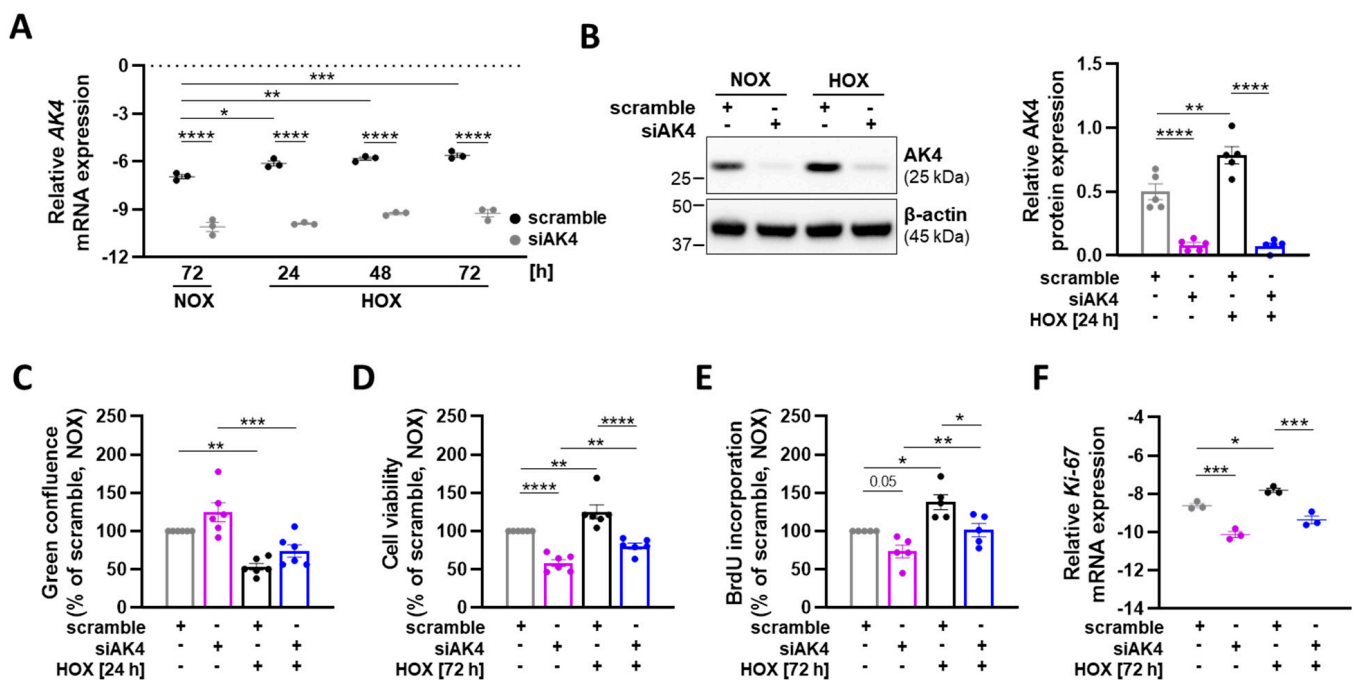 A
Relative AK4
mRNA expression
0
-3
-6
-9
-12
***
**
*
**** **** **** ****
scramble
siAK4
72 24 48 72 [h]
NOX HOX
B
NOX HOX
scramble + - + -
siAK4 - + - +
AK4
(25 kDa)
25
50
β-actin
(45 kDa)
37
Relative AK4
protein expression
1.5
1.0
0.5
0.0
****
**
****
scramble + - + -
siAK4 - + - +
HOX [24 h] - - + +
C
Green confluence
(% of scramble, NOX)
250
200
150
100
50
0
***
**
scramble + - + -
siAK4 - + - +
HOX [24 h] - - + +
D
Cell viability
(% of scramble, NOX)
250
200
150
100
50
0
****
**
**
****
scramble + - + -
siAK4 - + - +
HOX [72 h] - - + +
E
BrdU incorporation
(% of scramble, NOX)
250
200
150
100
50
0
*
**
*
0.05
scramble + - + -
siAK4 - + - +
HOX [72 h] - - + +
F
Relative Ki-67
mRNA expression
-4
-6
-8
-10
-12
-14
***
*
***
scramble + - + -
siAK4 - + - +
HOX [72 h] - - + +